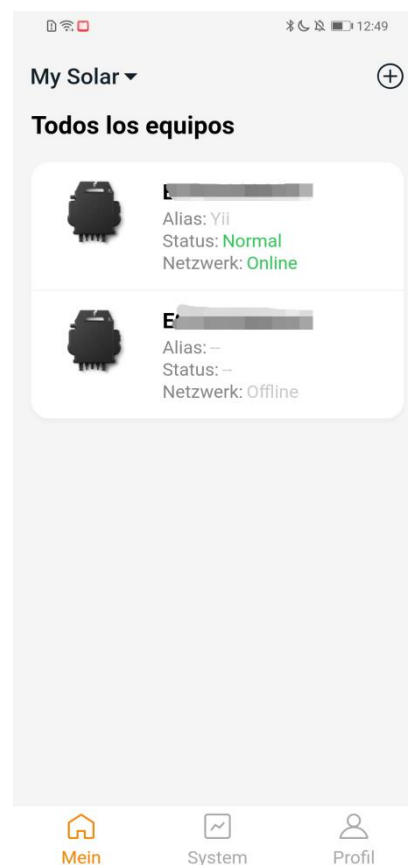 12:49
My Solar
Todos los equipos
Alias: Yii
Status: Normal
Netzwerk: Online
Alias: --
Status: --
Netzwerk: Offline
Mein
System
Profil